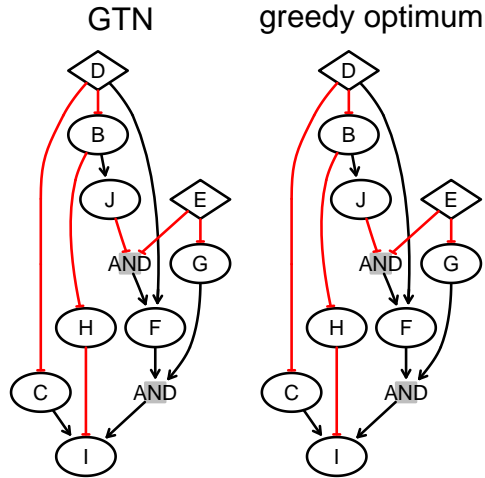 GTN greedy optimum
D D
B B
J E J E
AND G AND G
H F H F
C AND C AND
I I